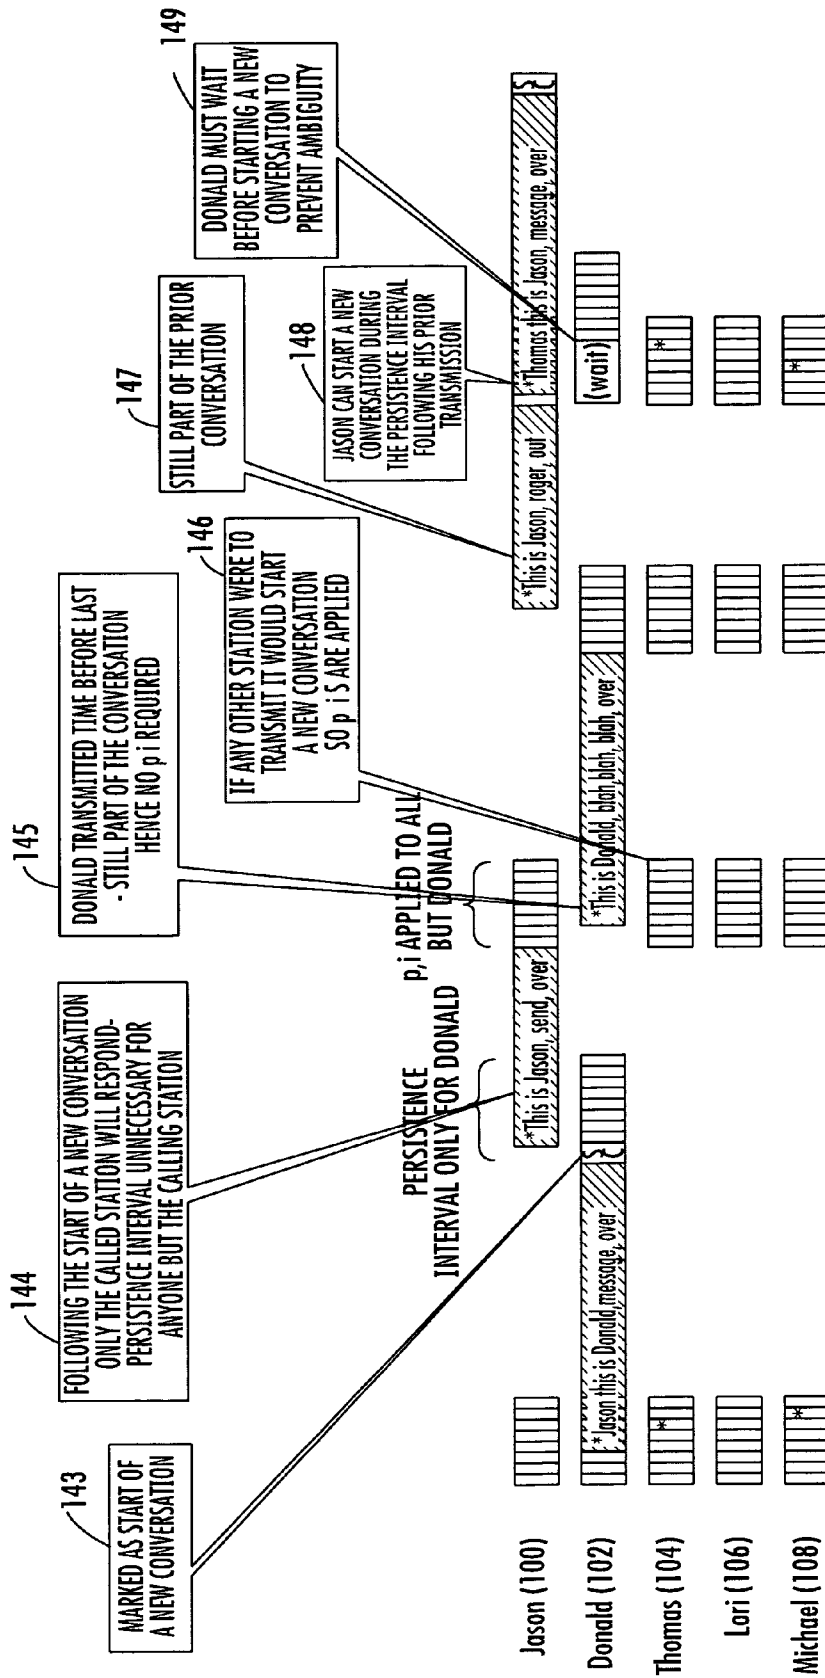 143
MARKED AS START OF
A NEW CONVERSATION
144
FOLLOWING THE START OF A NEW CONVERSATION
ONLY THE CALLED STATION WILL RESPOND-
PERSISTENCE INTERVAL UNNECESSARY FOR
ANYONE BUT THE CALLING STATION
145
DONALD TRANSMITTED TIME BEFORE LAST
- STILL PART OF THE CONVERSATION
HENCE NO p i REQUIRED
146
IF ANY OTHER STATION WERE TO
TRANSMIT IT WOULD START
A NEW CONVERSATION
SO p i S ARE APPLIED
147
STILL PART OF THE PRIOR
CONVERSATION
148
JASON CAN START A NEW
CONVERSATION DURING
THE PERSISTENCE INTERVAL
FOLLOWING HIS PRIOR
TRANSMISSION
149
DONALD MUST WAIT
BEFORE STARTING A NEW
CONVERSATION TO
PREVENT AMBIGUITY
PERSISTENCE
INTERVAL ONLY FOR DONALD
p,i APPLIED TO ALL
BUT DONALD
Jason (100)
*This is Jason, send, over
*This is Jason, roger, out
*Thomas this is Jason, message, over
S C
Donald (102)
*Jason this is Donald,message, over
S C
*This is Donald, blah,blah, blah, over
(wait)
Thomas (104)
*
*
Lori (106)
Michael (108)
*
*